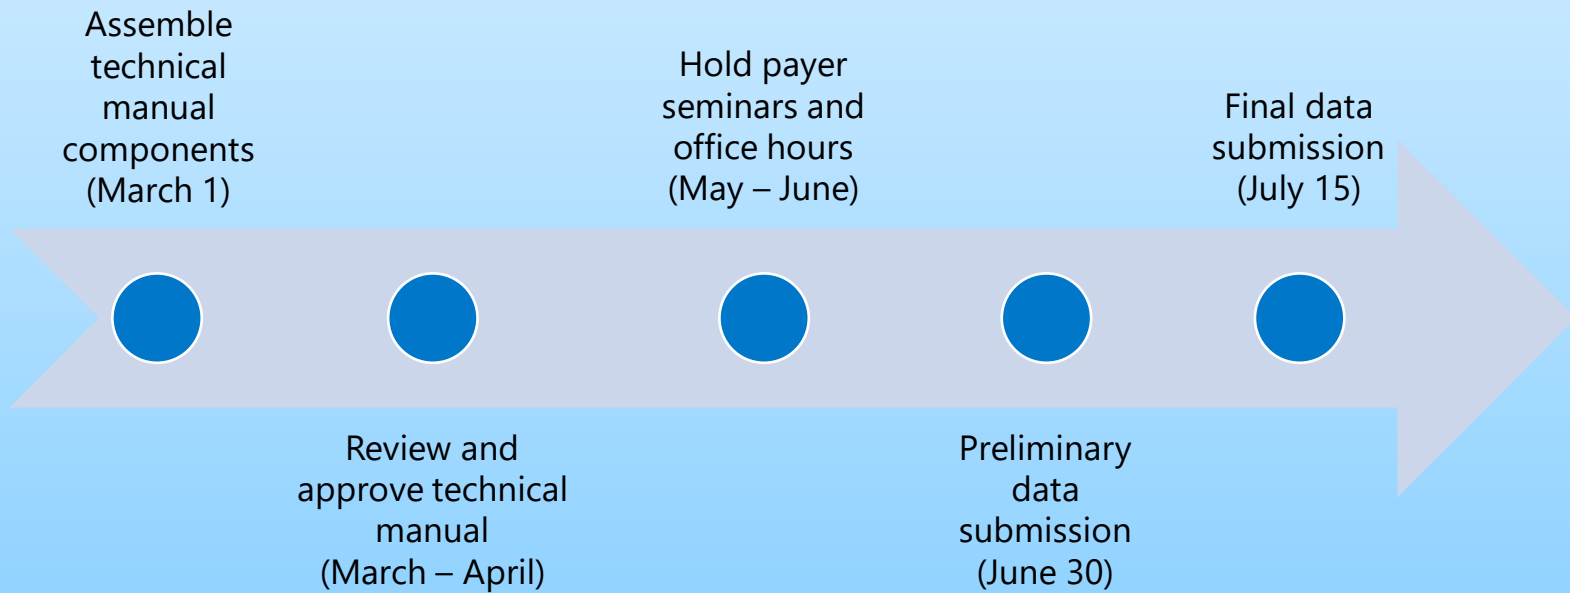 Assemble
technical
manual
components
(March 1)
Review and
approve technical
manual
(March – April)
Hold payer
seminars and
office hours
(May – June)
Preliminary
data
submission
(June 30)
Final data
submission
(July 15)